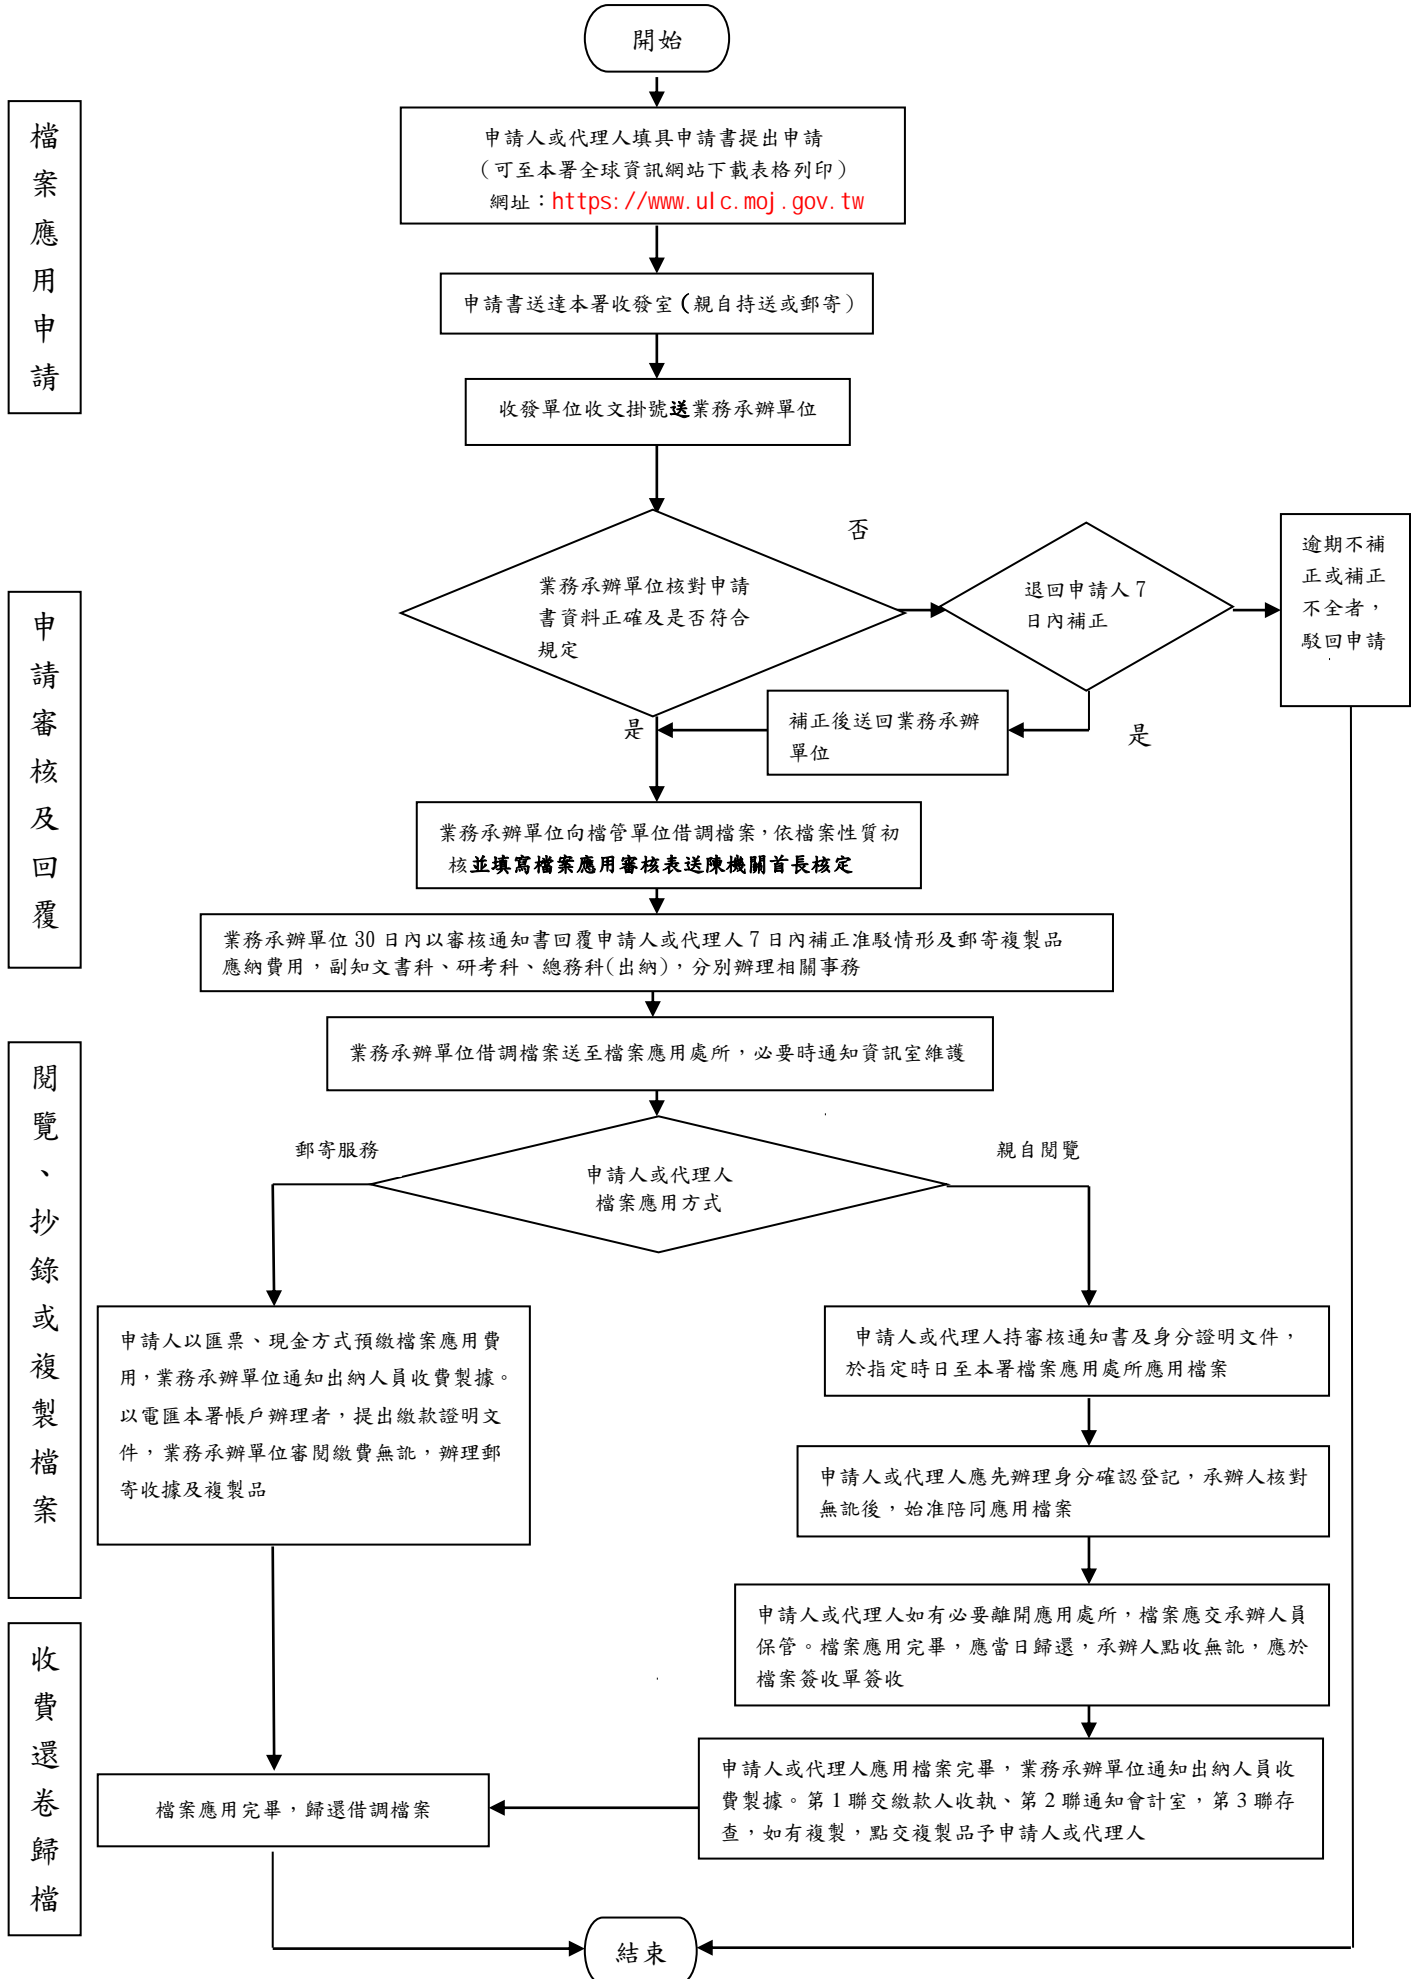 開始
檔案應用申請
申請人或代理人填具申請書提出申請
（可至本署全球資訊網站下載表格列印）
網址：https://www.ulc.moj.gov.tw
申請書送達本署收發室（親自持送或郵寄）
收發單位收文掛號送業務承辦單位
申請審核及回覆
業務承辦單位核對申請
書資料正確及是否符合
規定
否
退回申請人7
日內補正
逾期不補
正或補正
不全者，
駁回申請
是
補正後送回業務承辦
單位
是
業務承辦單位向檔管單位借調檔案，依檔案性質初
核並填寫檔案應用審核表送陳機關首長核定
業務承辦單位30日內以審核通知書回覆申請人或代理人7日內補正准駁情形及郵寄複製品
應納費用，副知文書科、研考科、總務科(出納)，分別辦理相關事務
閱覽、抄錄或複製檔案
業務承辦單位借調檔案送至檔案應用處所，必要時通知資訊室維護
郵寄服務
申請人或代理人
檔案應用方式
親自閱覽
申請人以匯票、現金方式預繳檔案應用費
用，業務承辦單位通知出納人員收費製據。
以電匯本署帳戶辦理者，提出繳款證明文
件，業務承辦單位審閱繳費無訛，辦理郵
寄收據及複製品
申請人或代理人持審核通知書及身分證明文件，
於指定時日至本署檔案應用處所應用檔案
申請人或代理人應先辦理身分確認登記，承辦人核對
無訛後，始准陪同應用檔案
申請人或代理人如有必要離開應用處所，檔案應交承辦人員
保管。檔案應用完畢，應當日歸還，承辦人點收無訛，應於
檔案簽收單簽收
收費還卷歸檔
申請人或代理人應用檔案完畢，業務承辦單位通知出納人員收
費製據。第1聯交繳款人收執、第2聯通知會計室，第3聯存
查，如有複製，點交複製品予申請人或代理人
檔案應用完畢，歸還借調檔案
結束